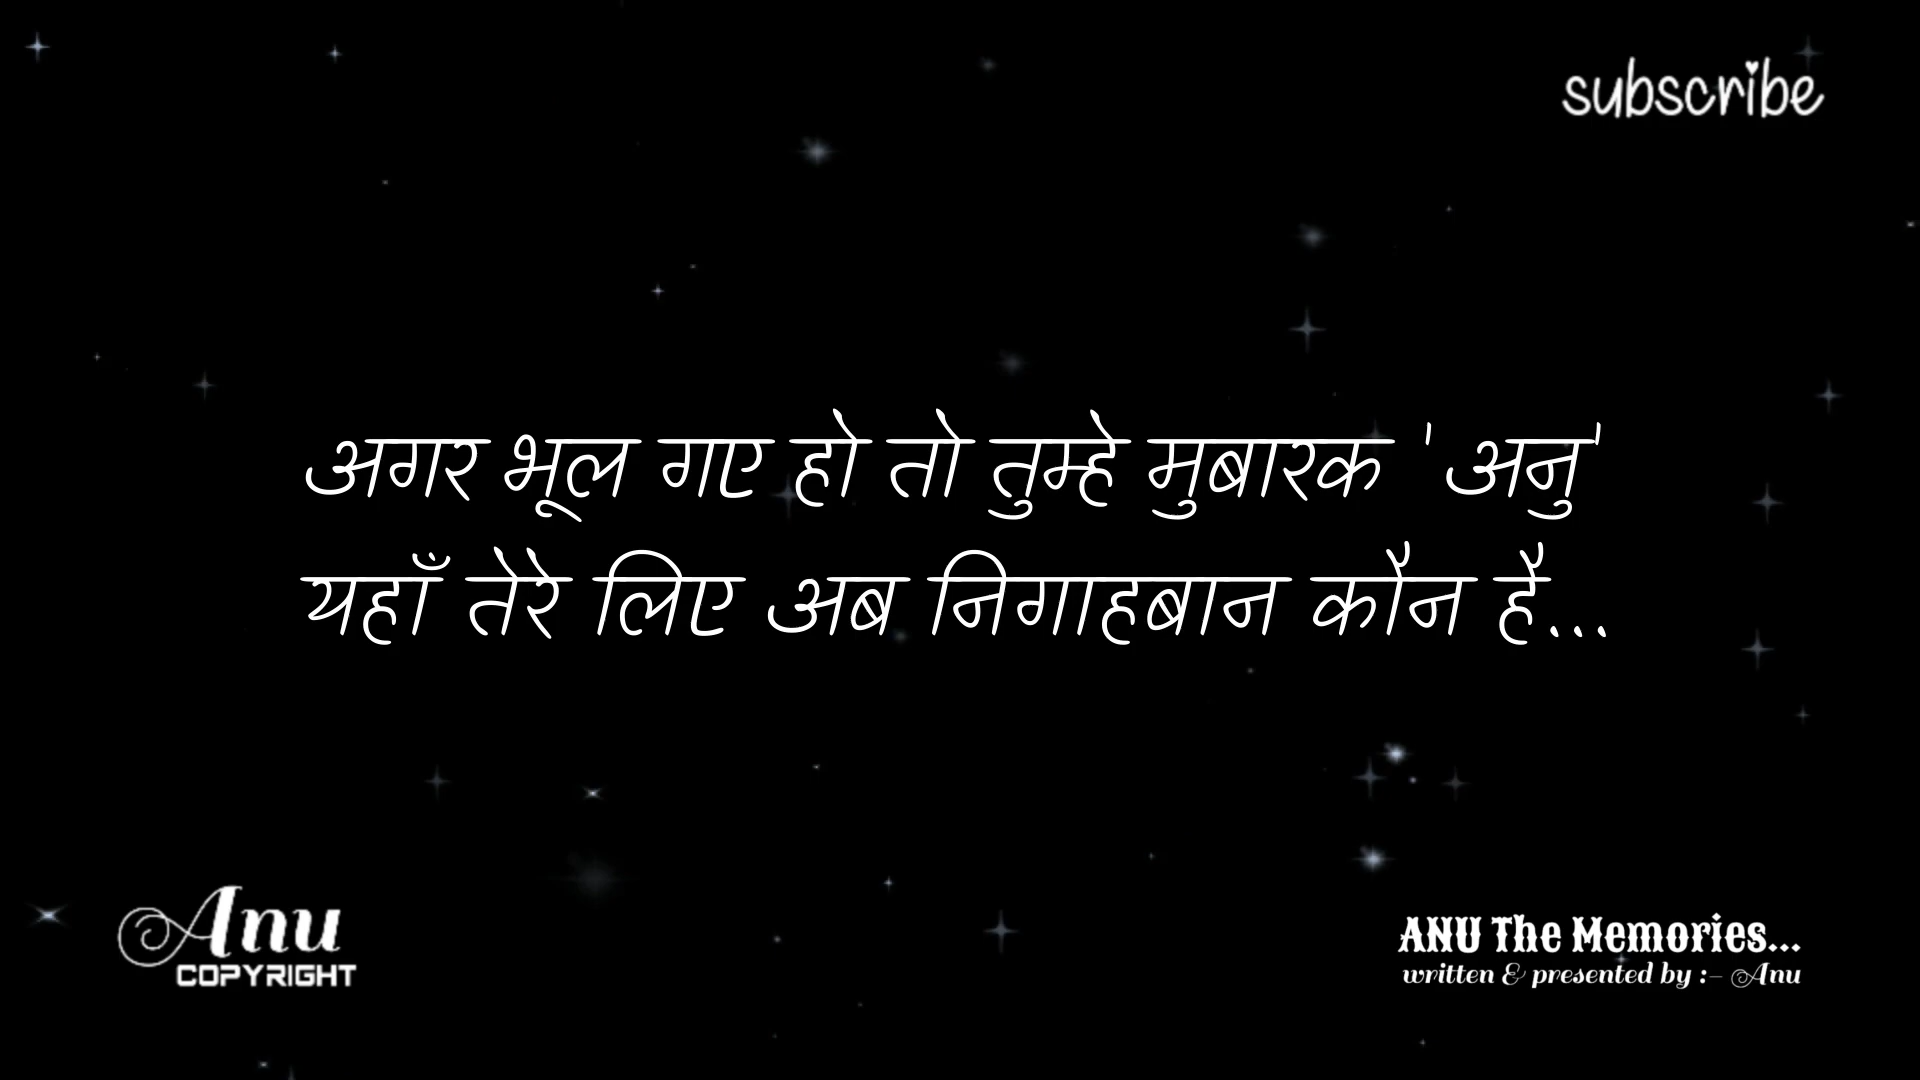 subscribe
अगर भूल गए हो तो तुम्हे मुबारक 'अनु'
यहाँ तेरे लिए अब निगाहबान कौन है...
Anu
COPYRIGHT
ANU The Memories...
written & presented by :- Anu